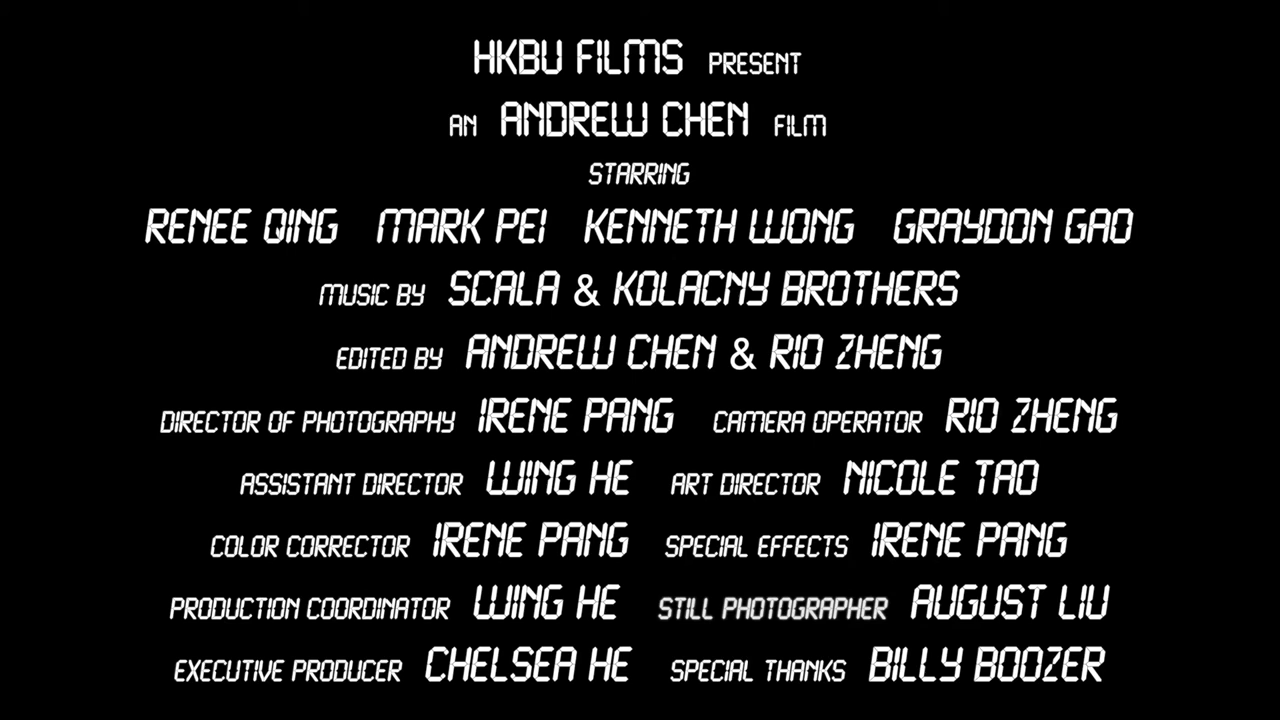 HKBU FILMS PRESENT
AN ANDREW CHEN FILM
STARRING
RENEE QING MARK PEI KENNETH WONG GRAYDON GAO
MUSIC BY SCALA & KOLACNY BROTHERS
EDITED BY ANDREW CHEN & RIO ZHENG
DIRECTOR OF PHOTOGRAPHY IRENE PANG CAMERA OPERATOR RIO ZHENG
ASSISTANT DIRECTOR WING HE ART DIRECTOR NICOLE TAO
COLOR CORRECTOR IRENE PANG SPECIAL EFFECTS IRENE PANG
PRODUCTION COORDINATOR WING HE STILL PHOTOGRAPHER AUGUST LIU
EXECUTIVE PRODUCER CHELSEA HE SPECIAL THANKS BILLY BOOZER